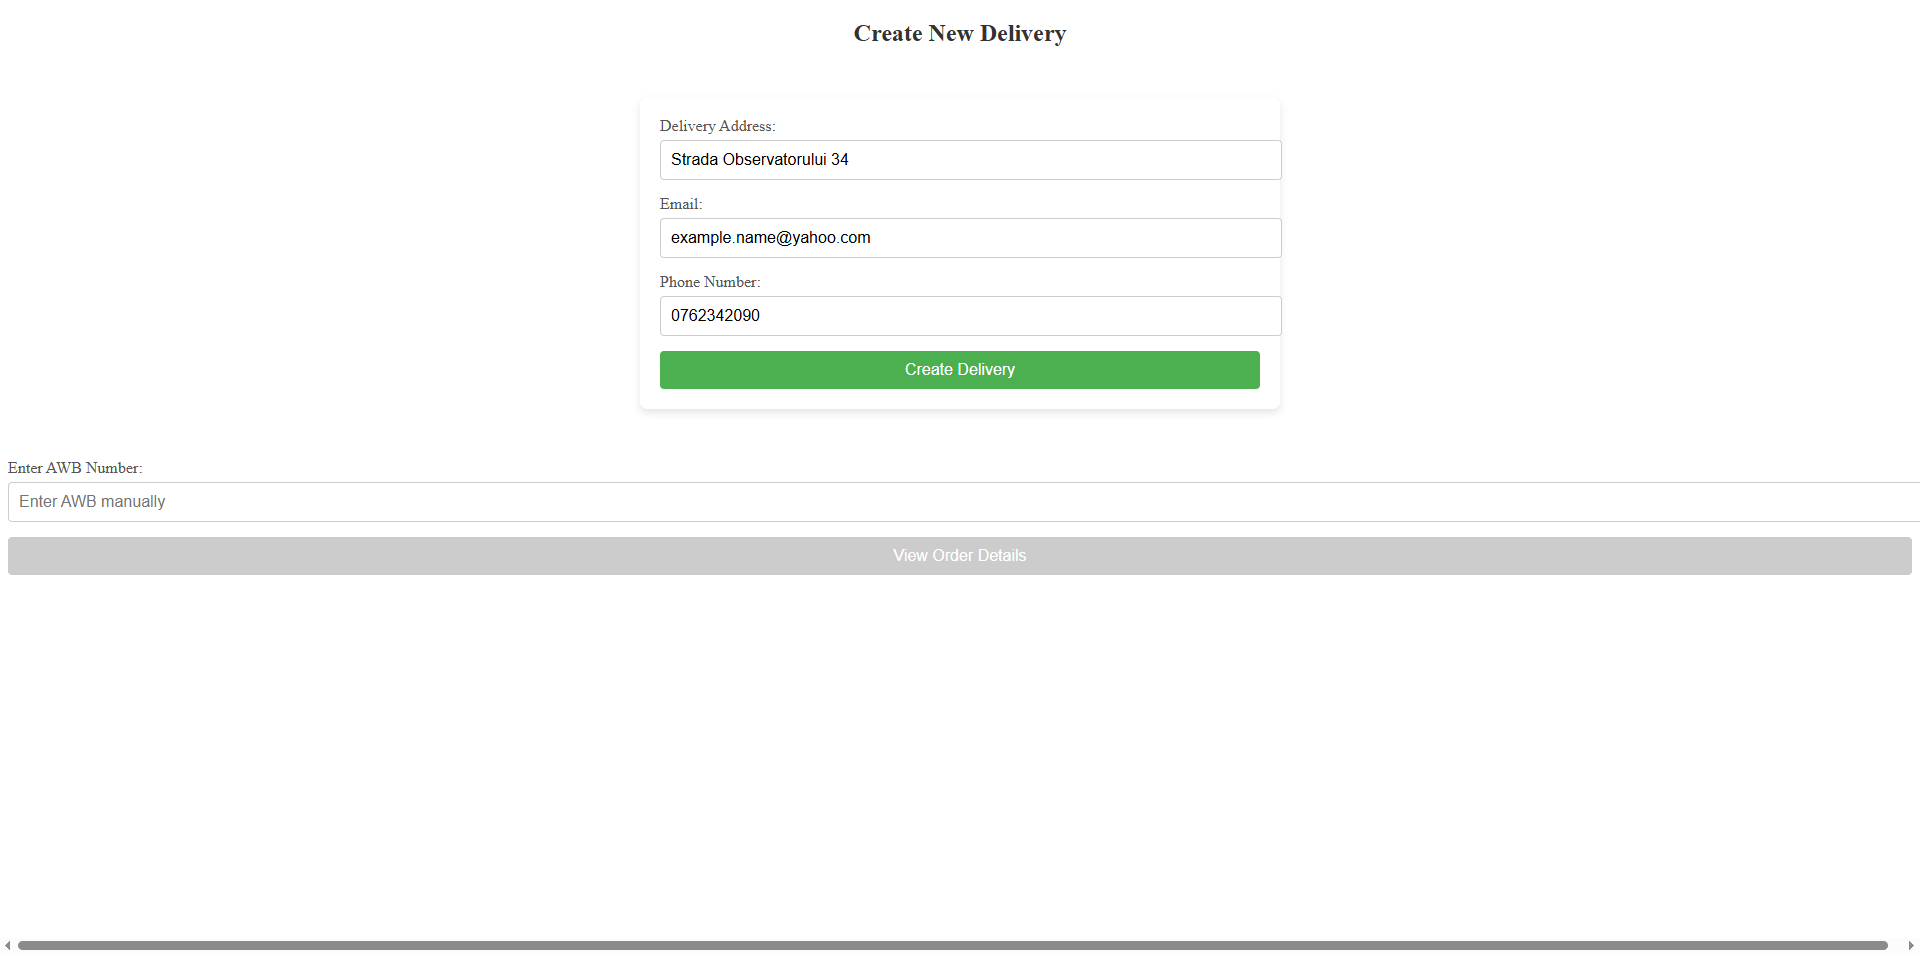 Create New Delivery
Delivery Address:
Strada Observatorului 34
Email:
example.name@yahoo.com
Phone Number:
0762342090
Create Delivery
Enter AWB Number:
Enter AWB manually
View Order Details